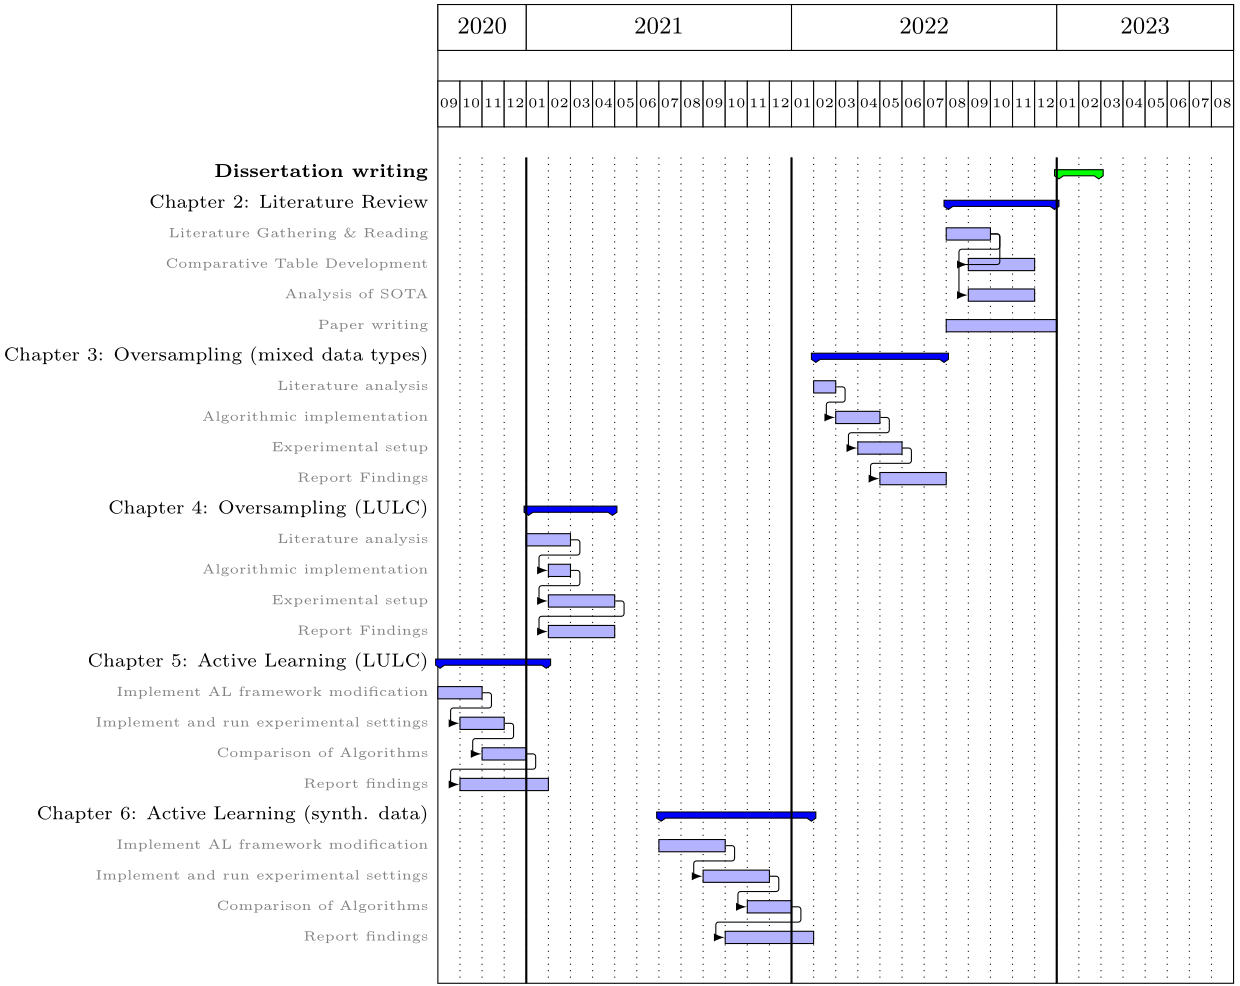 2020 2021 2022 2023
09 10 11 12 01 02 03 04 05 06 07 08 09 10 11 12 01 02 03 04 05 06 07 08 09 10 11 12 01 02 03 04 05 06 07 08
Dissertation writing
Chapter 2: Literature Review
Literature Gathering & Reading
Comparative Table Development
Analysis of SOTA
Paper writing
Chapter 3: Oversampling (mixed data types)
Literature analysis
Algorithmic implementation
Experimental setup
Report Findings
Chapter 4: Oversampling (LULC)
Literature analysis
Algorithmic implementation
Experimental setup
Report Findings
Chapter 5: Active Learning (LULC)
Implement AL framework modification
Implement and run experimental settings
Comparison of Algorithms
Report findings
Chapter 6: Active Learning (synth. data)
Implement AL framework modification
Implement and run experimental settings
Comparison of Algorithms
Report findings